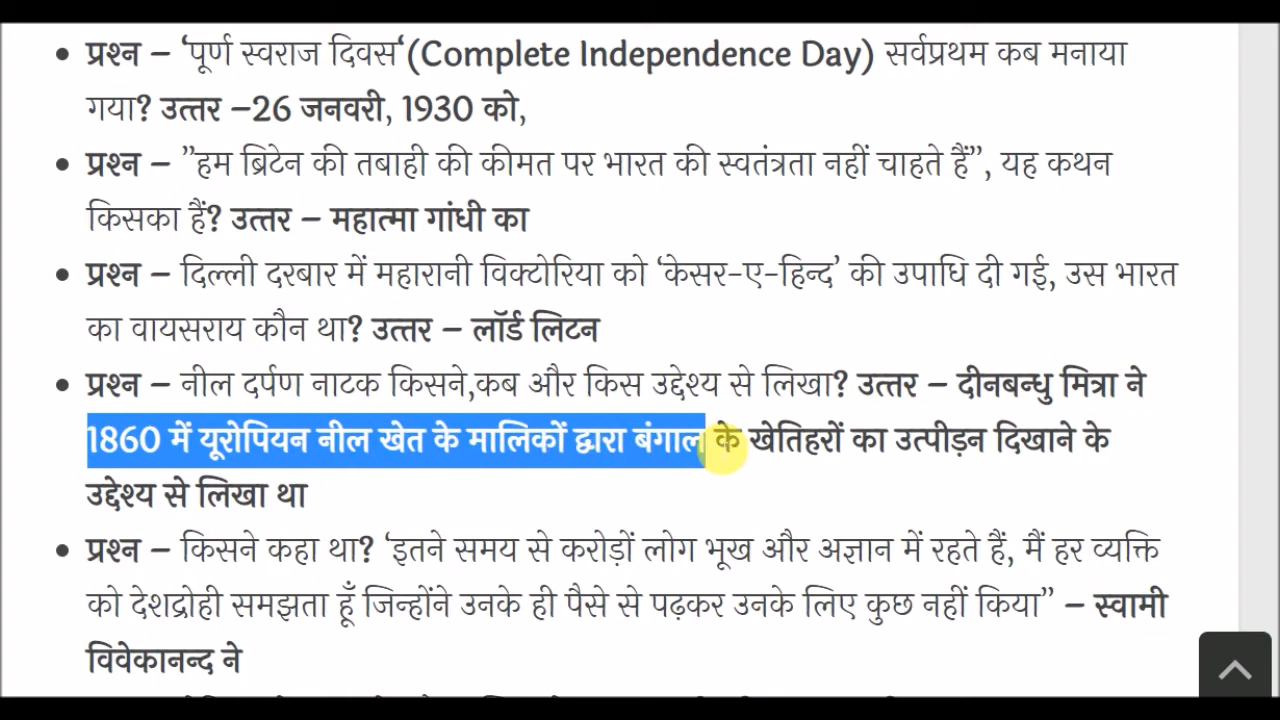 • प्रश्न – ‘पूर्ण स्वराज दिवस‘(Complete Independence Day) सर्वप्रथम कब मनाया
गया? उत्तर –26 जनवरी, 1930 को,
• प्रश्न – ”हम ब्रिटेन की तबाही की कीमत पर भारत की स्वतंत्रता नहीं चाहते हैं”, यह कथन
किसका हैं? उत्तर – महात्मा गांधी का
• प्रश्न – दिल्ली दरबार में महारानी विक्टोरिया को ‘केसर-ए-हिन्द’ की उपाधि दी गई, उस भारत
का वायसराय कौन था? उत्तर – लॉर्ड लिटन
• प्रश्न – नील दर्पण नाटक किसने,कब और किस उद्देश्य से लिखा? उत्तर – दीनबन्धु मित्रा ने
1860 में यूरोपियन नील खेत के मालिकों द्वारा बंगाल के खेतिहरों का उत्पीड़न दिखाने के
उद्देश्य से लिखा था
• प्रश्न – किसने कहा था? ‘इतने समय से करोड़ों लोग भूख और अज्ञान में रहते हैं, मैं हर व्यक्ति
को देशद्रोही समझता हूँ जिन्होंने उनके ही पैसे से पढ़कर उनके लिए कुछ नहीं किया” – स्वामी
विवेकानन्द ने